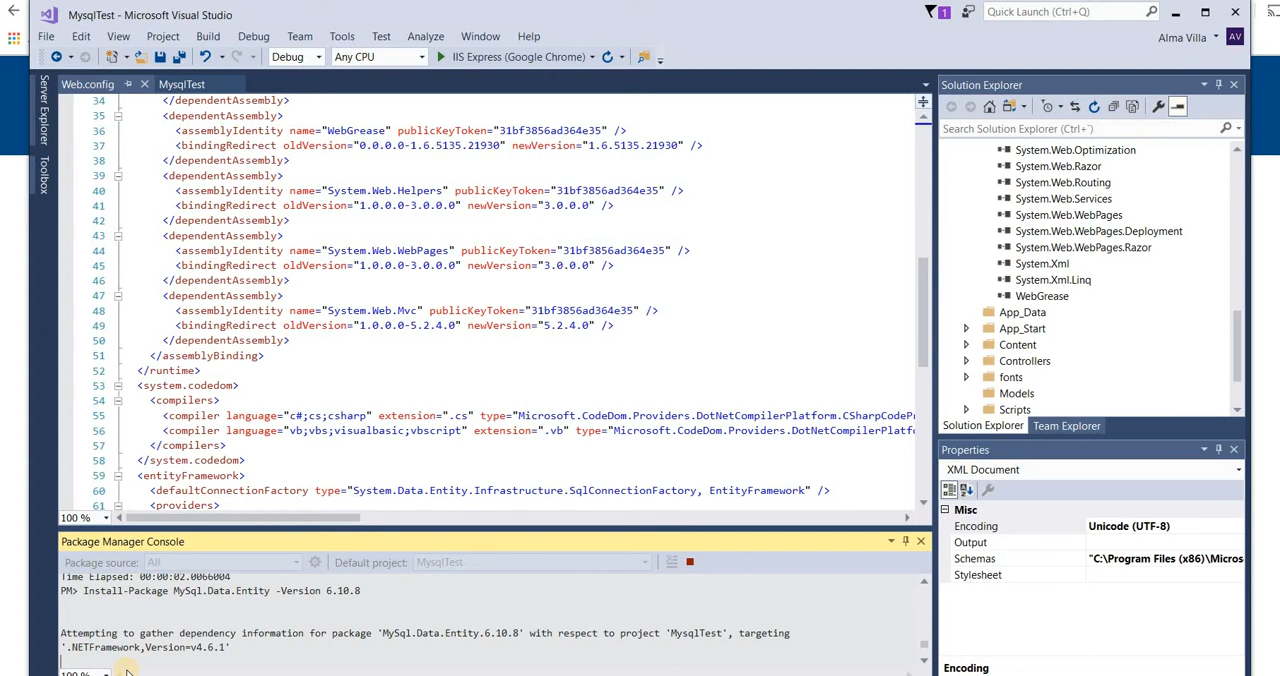 MysqlTest - Microsoft Visual Studio
1
Quick Launch (Ctrl+Q)
File Edit View Project Build Debug Team Tools Test Analyze Window Help
Alma Villa AV
Debug Any CPU IIS Express (Google Chrome)
Server Explorer
Toolbox
Web.config MysqlTest
34 </dependentAssembly>
35 <dependentAssembly>
36 <assemblyIdentity name="WebGrease" publicKeyToken="31bf3856ad364e35" />
37 <bindingRedirect oldVersion="0.0.0.0-1.6.5135.21930" newVersion="1.6.5135.21930" />
38 </dependentAssembly>
39 <dependentAssembly>
40 <assemblyIdentity name="System.Web.Helpers" publicKeyToken="31bf3856ad364e35" />
41 <bindingRedirect oldVersion="1.0.0.0-3.0.0.0" newVersion="3.0.0.0" />
42 </dependentAssembly>
43 <dependentAssembly>
44 <assemblyIdentity name="System.Web.WebPages" publicKeyToken="31bf3856ad364e35" />
45 <bindingRedirect oldVersion="1.0.0.0-3.0.0.0" newVersion="3.0.0.0" />
46 </dependentAssembly>
47 <dependentAssembly>
48 <assemblyIdentity name="System.Web.Mvc" publicKeyToken="31bf3856ad364e35" />
49 <bindingRedirect oldVersion="1.0.0.0-5.2.4.0" newVersion="5.2.4.0" />
50 </dependentAssembly>
51 </assemblyBinding>
52 </runtime>
53 <system.codedom>
54 <compilers>
55 <compiler language="c#;cs;csharp" extension=".cs" type="Microsoft.CodeDom.Providers.DotNetCompilerPlatform.CSharpCodePr
56 <compiler language="vb;vbs;visualbasic;vbscript" extension=".vb" type="Microsoft.CodeDom.Providers.DotNetCompilerPlatfo
57 </compilers>
58 </system.codedom>
59 <entityFramework>
60 <defaultConnectionFactory type="System.Data.Entity.Infrastructure.SqlConnectionFactory, EntityFramework" />
61 <providers>
100 %
Package Manager Console
Package source: All Default project: MysqlTest
Time Elapsed: 00:00:02.0066004
PM> Install-Package MySql.Data.Entity -Version 6.10.8
Attempting to gather dependency information for package 'MySql.Data.Entity.6.10.8' with respect to project 'MysqlTest', targeting
'.NETFramework,Version=v4.6.1'
100 %
Solution Explorer
Search Solution Explorer (Ctrl+')
System.Web.Optimization
System.Web.Razor
System.Web.Routing
System.Web.Services
System.Web.WebPages
System.Web.WebPages.Deployment
System.Web.WebPages.Razor
System.Xml
System.Xml.Linq
WebGrease
App_Data
App_Start
Content
Controllers
fonts
Models
Scripts
Solution Explorer Team Explorer
Properties
XML Document
Misc
Encoding Unicode (UTF-8)
Output
Schemas "C:\Program Files (x86)\Micros
Stylesheet
Encoding